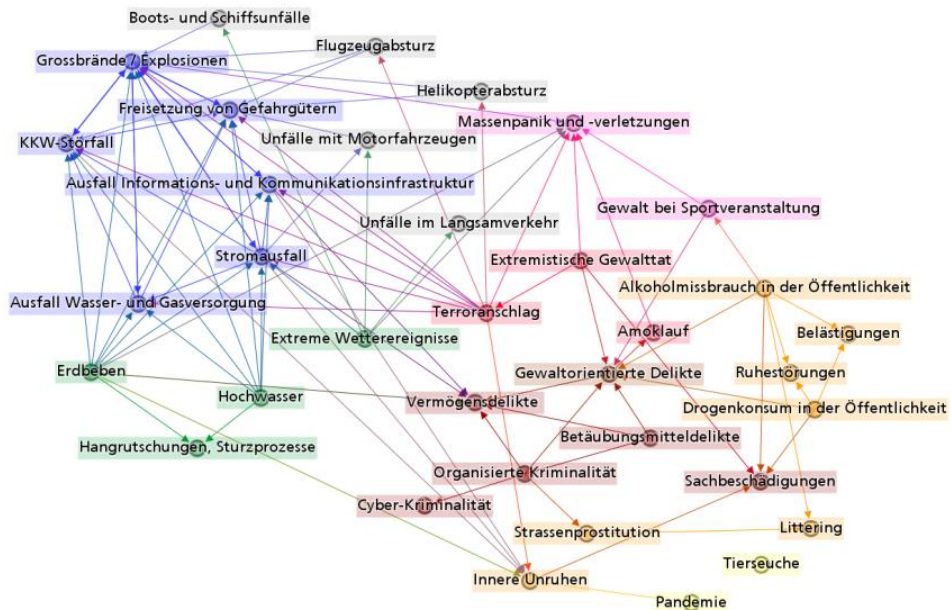 Boots- und Schiffsunfälle
Flugzeugabsturz
Grossbrände / Explosionen
Helikopterabsturz
Freisetzung von Gefahrgütern
Massenpanik und -verletzungen
KKW-Störfall
Unfälle mit Motorfahrzeugen
Ausfall Informations- und Kommunikationsinfrastruktur
Gewalt bei Sportveranstaltung
Unfälle im Langsamverkehr
Stromausfall
Extremistische Gewalttat
Alkoholmissbrauch in der Öffentlichkeit
Ausfall Wasser- und Gasversorgung
Terroranschlag
Amoklauf
Belästigungen
Extreme Wetterereignisse
Erdbeben
Gewaltorientierte Delikte
Ruhestörungen
Hochwasser
Vermögensdelikte
Drogenkonsum in der Öffentlichkeit
Hangrutschungen, Sturzprozesse
Betäubungsmitteldelikte
Organisierte Kriminalität
Sachbeschädigungen
Cyber-Kriminalität
Strassenprostitution
Littering
Tierseuche
Innere Unruhen
Pandemie